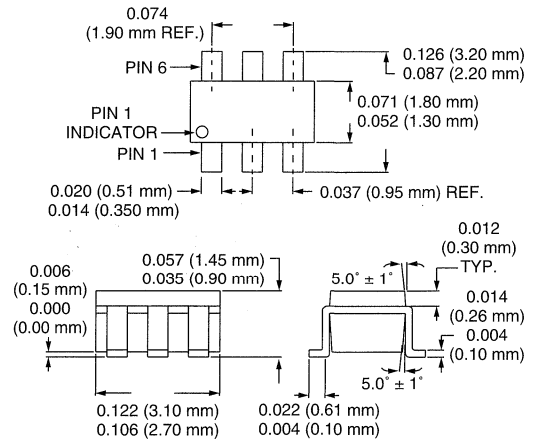 0.074
(1.90 mm REF.)
PIN 6
0.126 (3.20 mm)
0.087 (2.20 mm)
PIN 1
INDICATOR
0.071 (1.80 mm)
0.052 (1.30 mm)
PIN 1
0.020 (0.51 mm)
0.014 (0.350 mm)
0.037 (0.95 mm) REF.
0.006
(0.15 mm)
0.000
(0.00 mm)
0.057 (1.45 mm)
0.035 (0.90 mm)
5.0° ± 1°
0.012
(0.30 mm)
TYP.
0.014
(0.26 mm)
0.004
(0.10 mm)
5.0° ± 1°
0.122 (3.10 mm)
0.106 (2.70 mm)
0.022 (0.61 mm)
0.004 (0.10 mm)